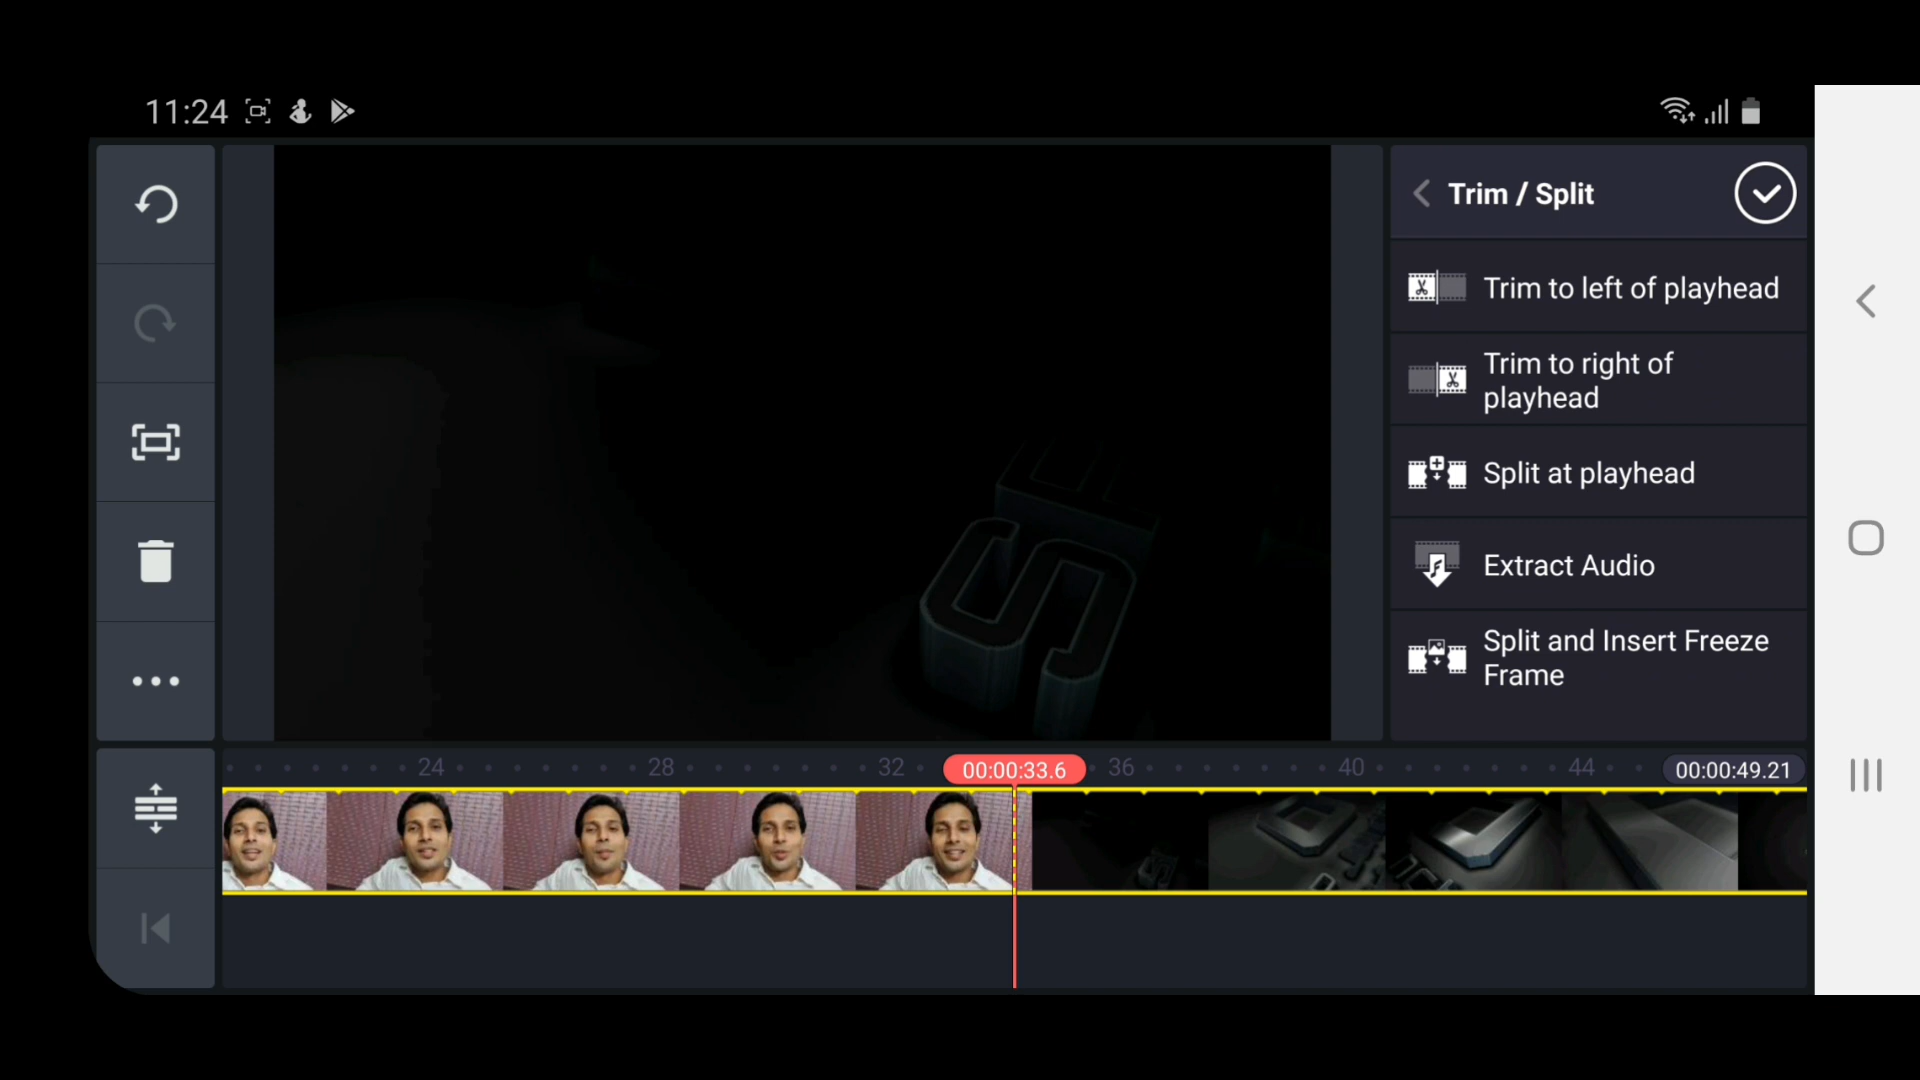 11:24
Trim / Split
Trim to left of playhead
Trim to right of
playhead
Split at playhead
Extract Audio
Split and Insert Freeze
Frame
24 28 32 00:00:33.6 36 40 44 00:00:49.21
S